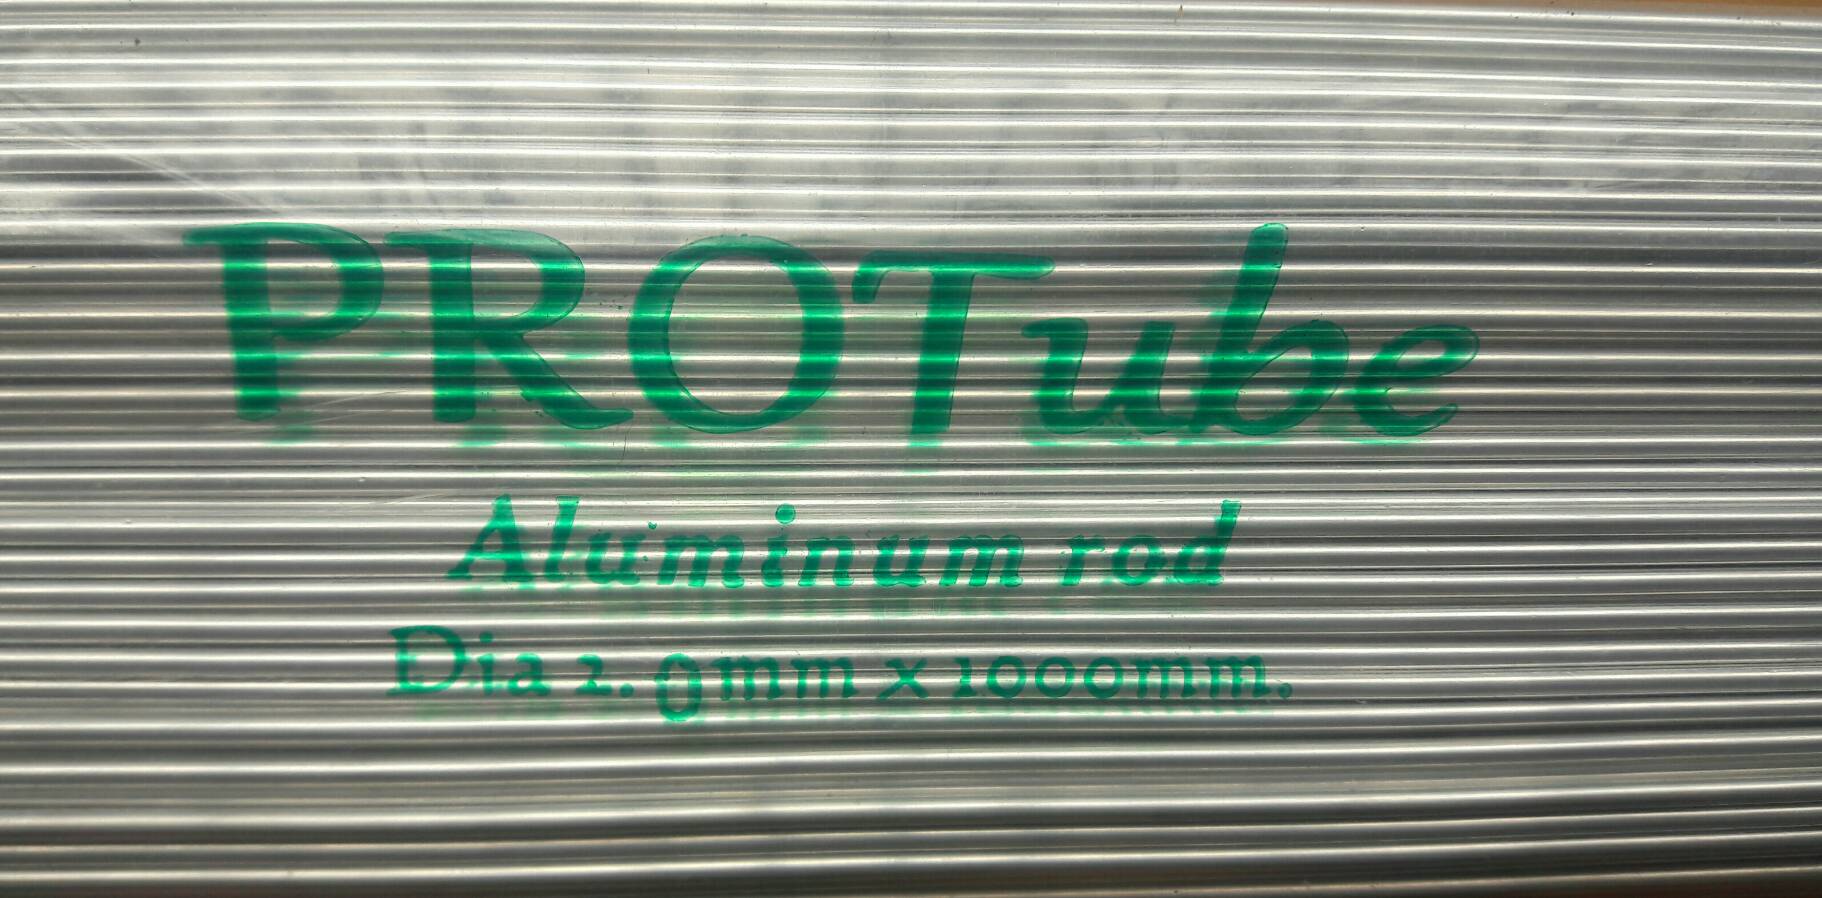 PROTube
Aluminum rod
Dia 2.0mm x 1000mm.